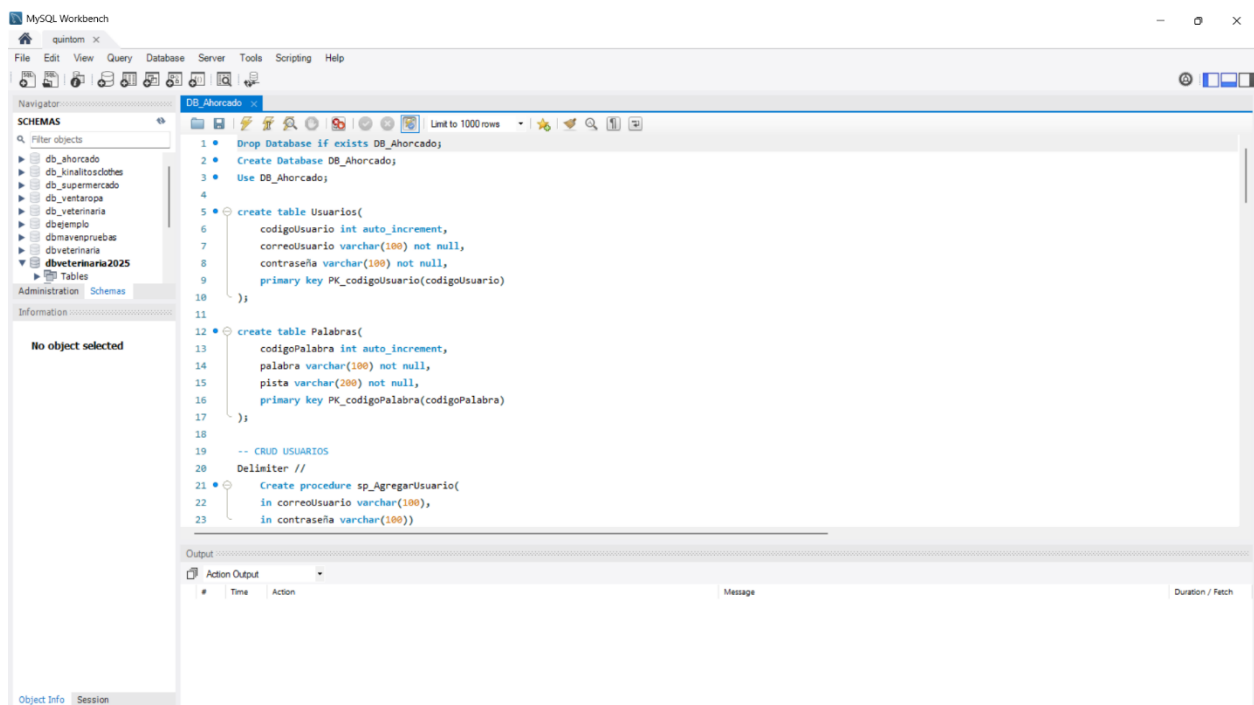 MySQL Workbench
quintom
File Edit View Query Database Server Tools Scripting Help
Navigator
SCHEMAS
Filter objects
db_ahorcado
db_kinalitosclothes
db_supermercado
db_ventaropa
db_veterinaria
dbejemplo
dbmavenpruebas
dbveterinaria
dbveterinaria2025
Tables
Administration Schemas
Information
No object selected
Object Info Session
DB_Ahorcado
Limit to 1000 rows
1 Drop Database if exists DB_Ahorcado;
2 Create Database DB_Ahorcado;
3 Use DB_Ahorcado;
4
5 create table Usuarios(
6 codigoUsuario int auto_increment,
7 correoUsuario varchar(100) not null,
8 contraseña varchar(100) not null,
9 primary key PK_codigoUsuario(codigoUsuario)
10 );
11
12 create table Palabras(
13 codigoPalabra int auto_increment,
14 palabra varchar(100) not null,
15 pista varchar(200) not null,
16 primary key PK_codigoPalabra(codigoPalabra)
17 );
18
19 -- CRUD USUARIOS
20 Delimiter //
21 Create procedure sp_AgregarUsuario(
22 in correoUsuario varchar(100),
23 in contraseña varchar(100))
Output
Action Output
# Time Action Message Duration / Fetch